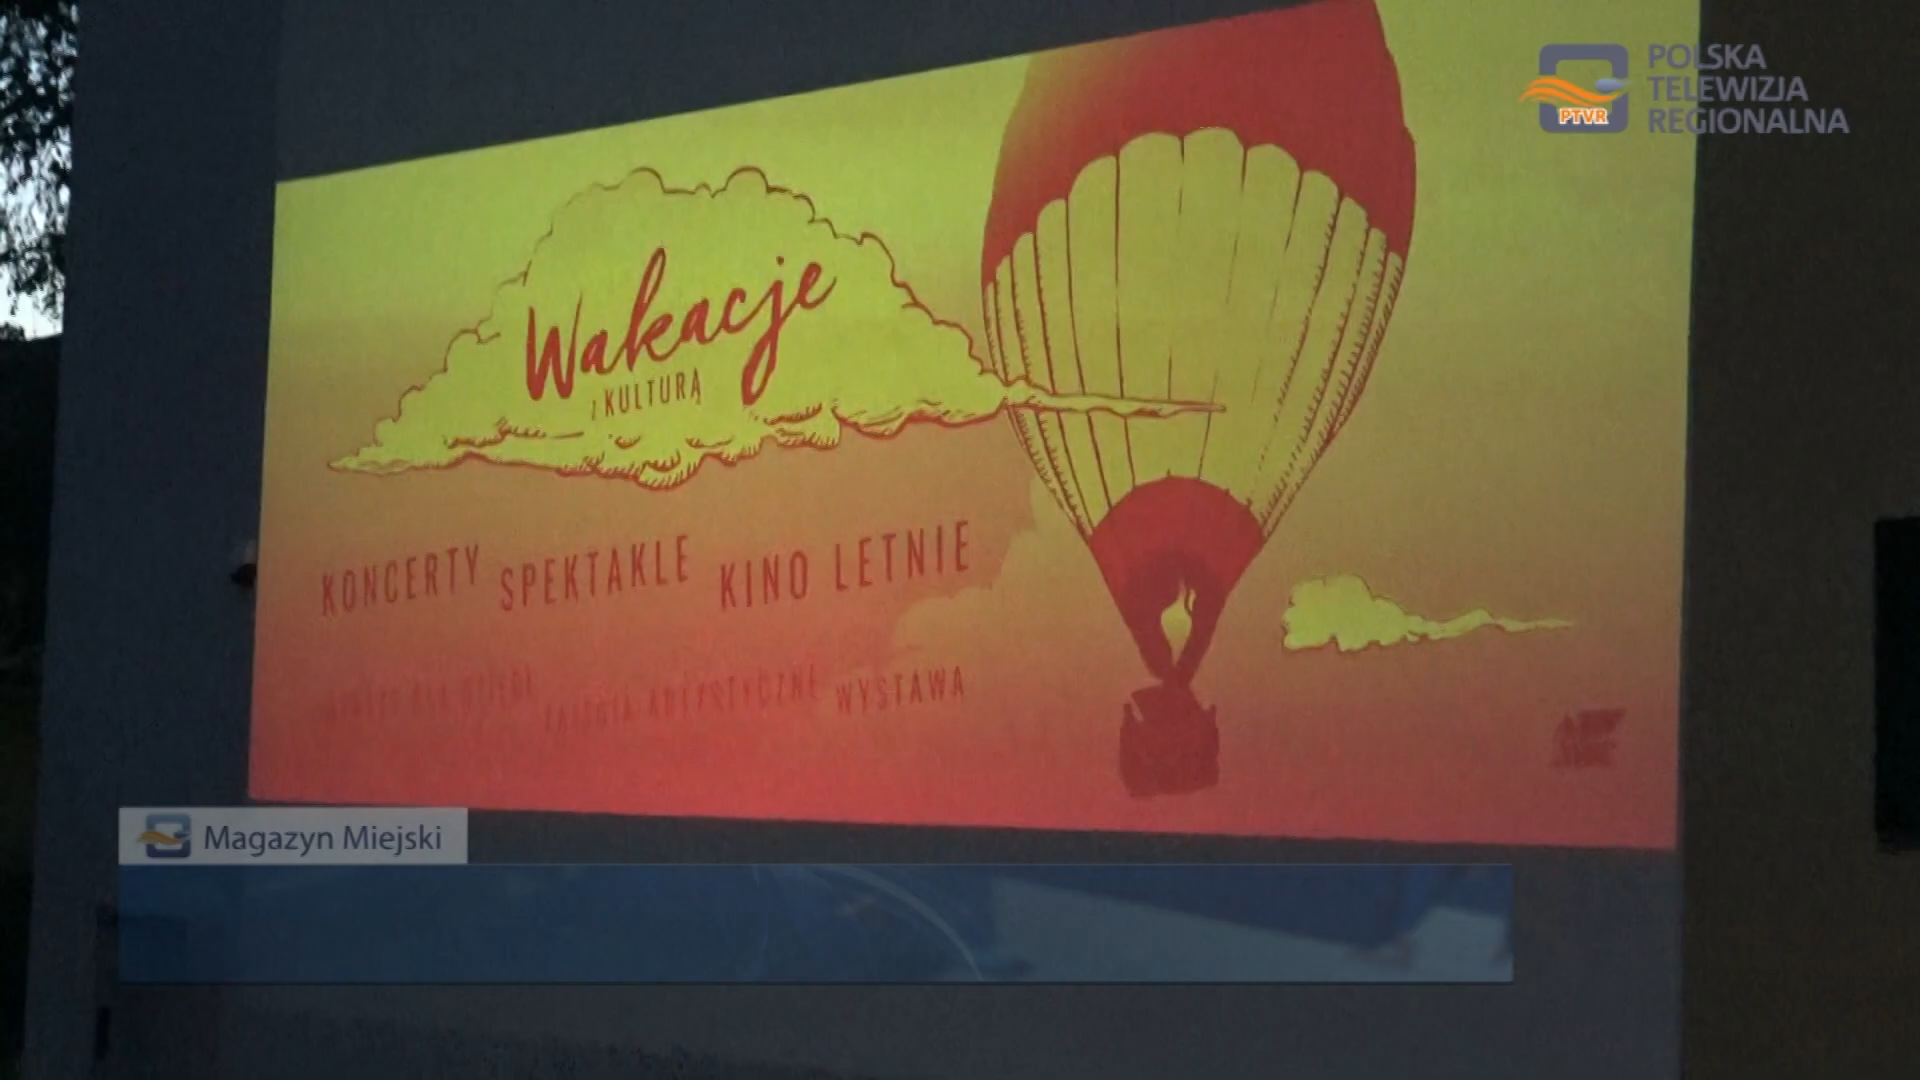 POLSKA
TELEWIZJA
REGIONALNA
PTVR
Wakacje
z KULTURĄ
KONCERTY SPEKTAKLE KINO LETNIE
WYSTAWA
Magazyn Miejski